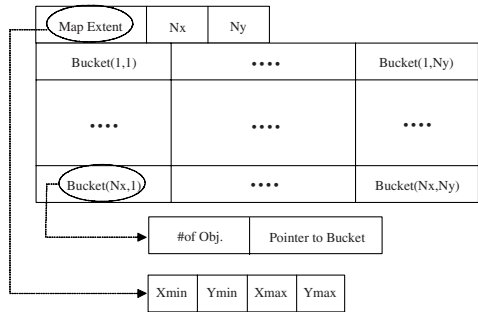 Map Extent Nx Ny
Bucket(1,1) •••• Bucket(1,Ny)
•••• •••• ••••
Bucket(Nx,1) •••• Bucket(Nx,Ny)
#of Obj. Pointer to Bucket
Xmin Ymin Xmax Ymax